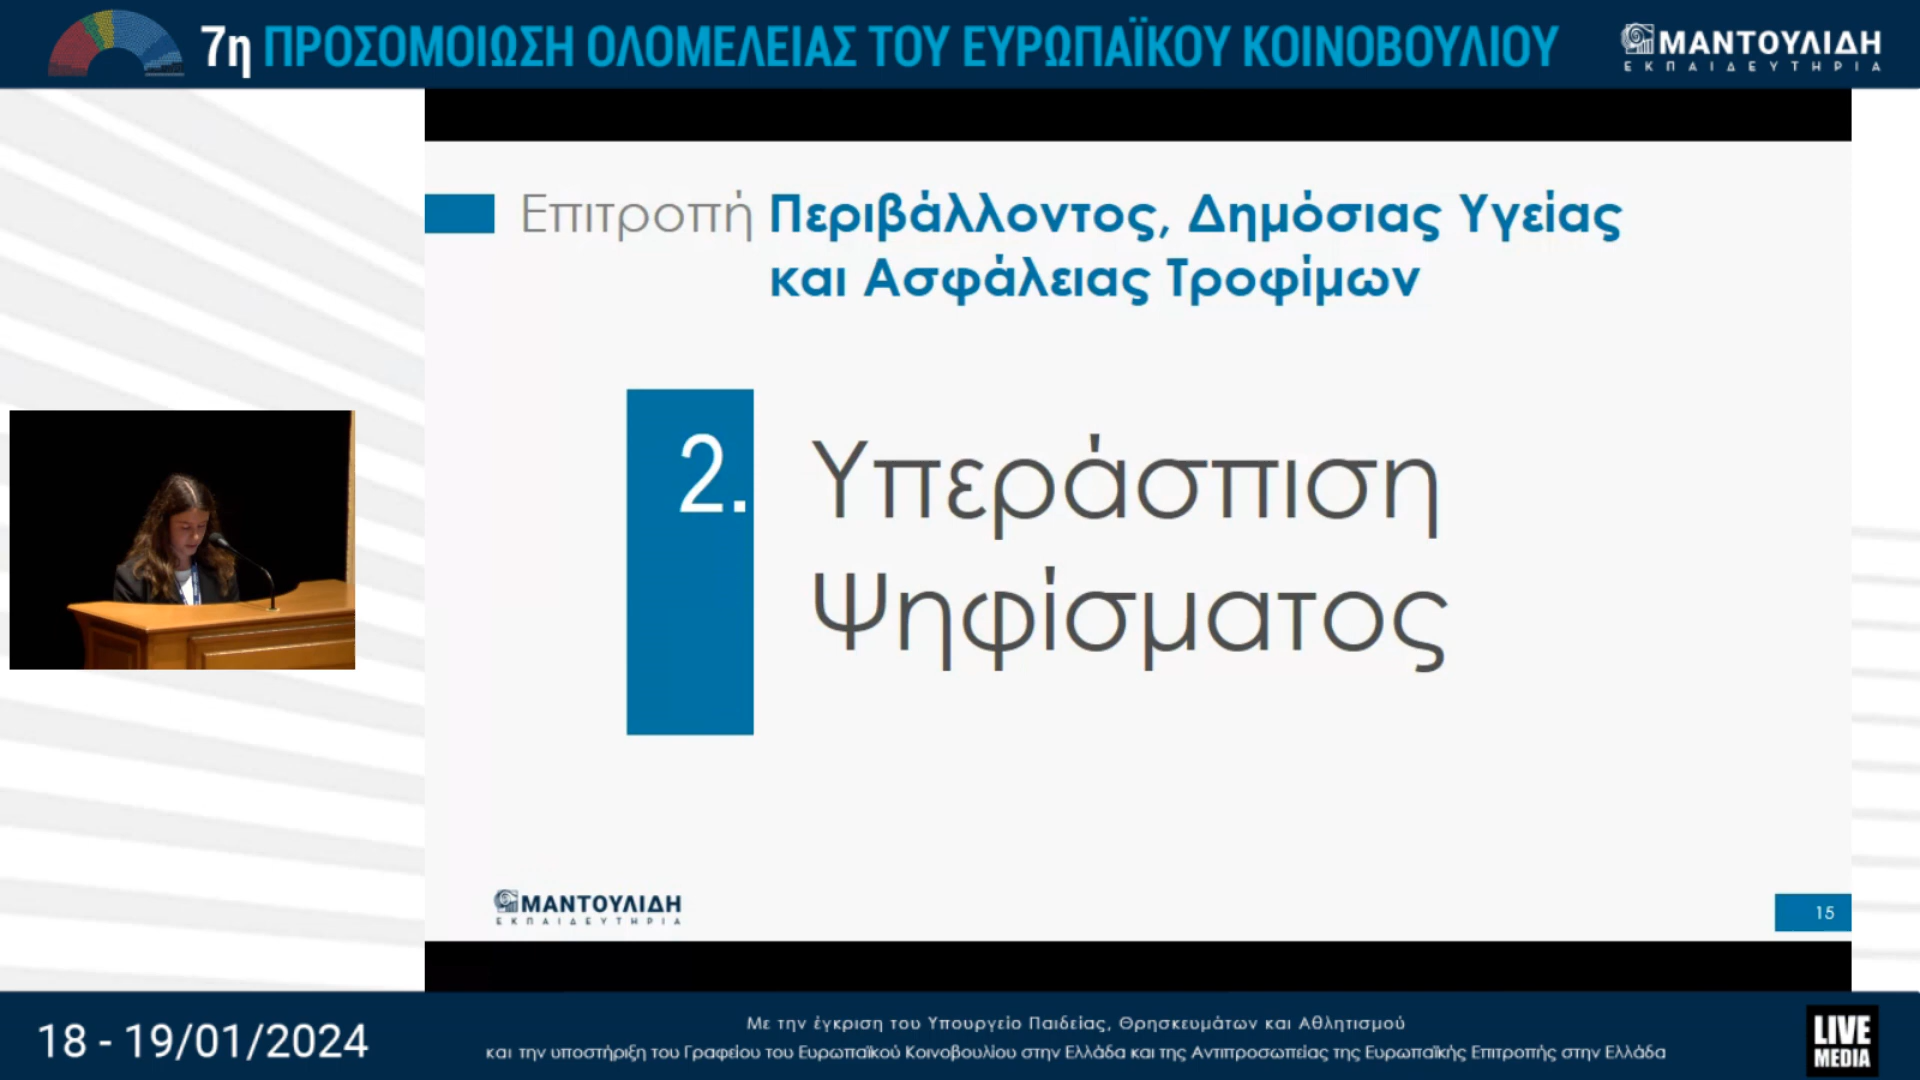 7η ΠΡΟΣΟΜΟΙΩΣΗ ΟΛΟΜΕΛΕΙΑΣ ΤΟΥ ΕΥΡΩΠΑΪΚΟΥ ΚΟΙΝΟΒΟΥΛΙΟΥ
ΜΑΝΤΟΥΛΙΔΗ
ΕΚΠΑΙΔΕΥΤΗΡΙΑ
Επιτροπή Περιβάλλοντος, Δημόσιας Υγείας
και Ασφάλειας Τροφίμων
2. Υπεράσπιση
Ψηφίσματος
ΜΑΝΤΟΥΛΙΔΗ
ΕΚΠΑΙΔΕΥΤΗΡΙΑ
15
18 - 19/01/2024
Με την έγκριση του Υπουργείο Παιδείας, Θρησκευμάτων και Αθλητισμού
και την υποστήριξη του Γραφείου του Ευρωπαϊκού Κοινοβουλίου στην Ελλάδα και της Αντιπροσωπείας της Ευρωπαϊκής Επιτροπής στην Ελλάδα
LIVE
MEDIA